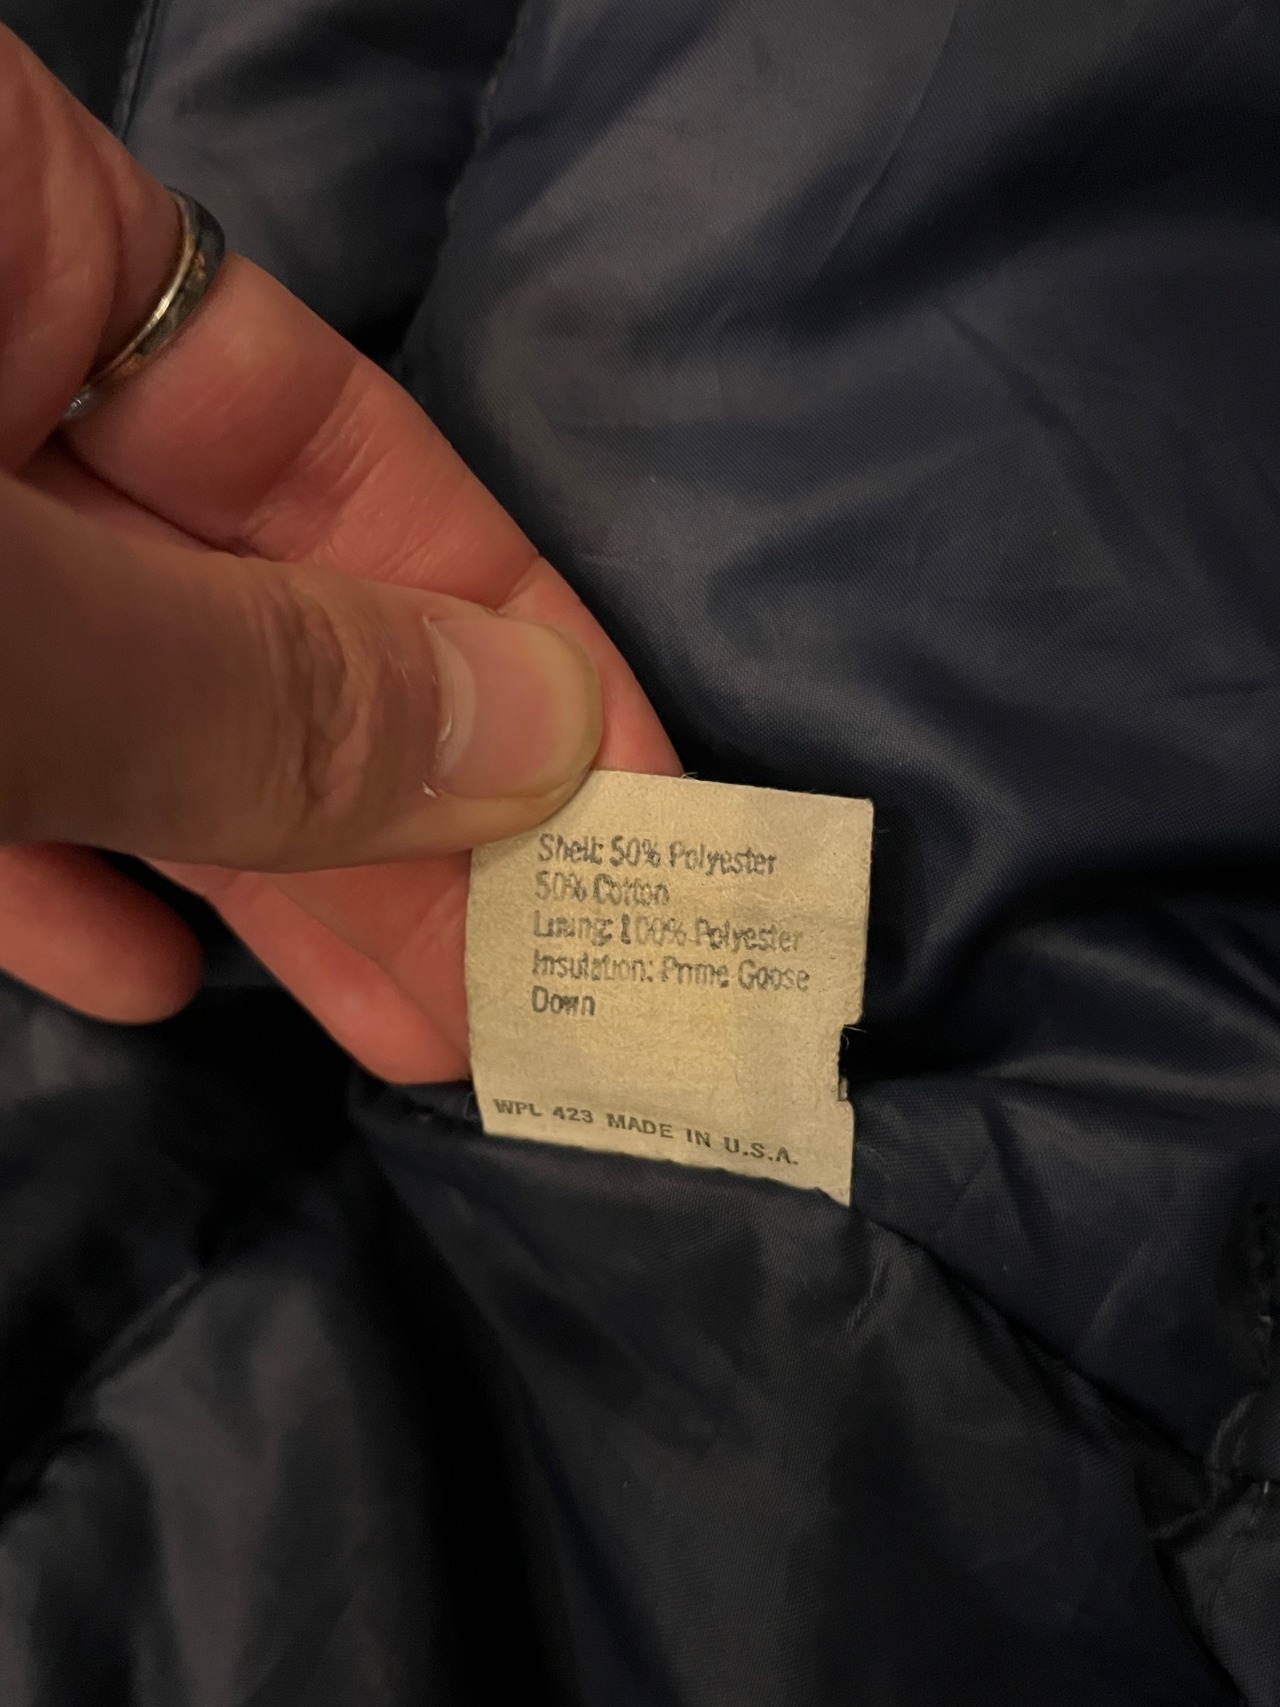 Shell: 50% Polyester
50% Cotton
Lining: 100% Polyester
Insulation: Prime Goose
Down
WPL 423 MADE IN U.S.A.